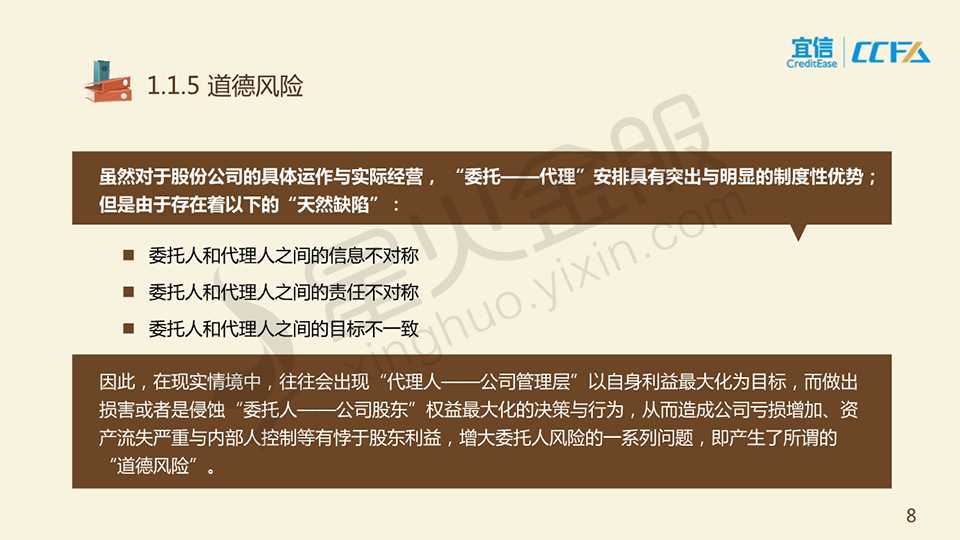 宜信
CreditEase
CCFA
1.1.5 道德风险
虽然对于股份公司的具体运作与实际经营，“委托——代理”安排具有突出与明显的制度性优势；
但是由于存在着以下的“天然缺陷”：
委托人和代理人之间的信息不对称
委托人和代理人之间的责任不对称
委托人和代理人之间的目标不一致
因此，在现实情境中，往往会出现“代理人——公司管理层”以自身利益最大化为目标，而做出
损害或者是侵蚀“委托人——公司股东”权益最大化的决策与行为，从而造成公司亏损增加、资
产流失严重与内部人控制等有悖于股东利益，增大委托人风险的一系列问题，即产生了所谓的
“道德风险”。
星火金服
xinghuo.yixin.com
8